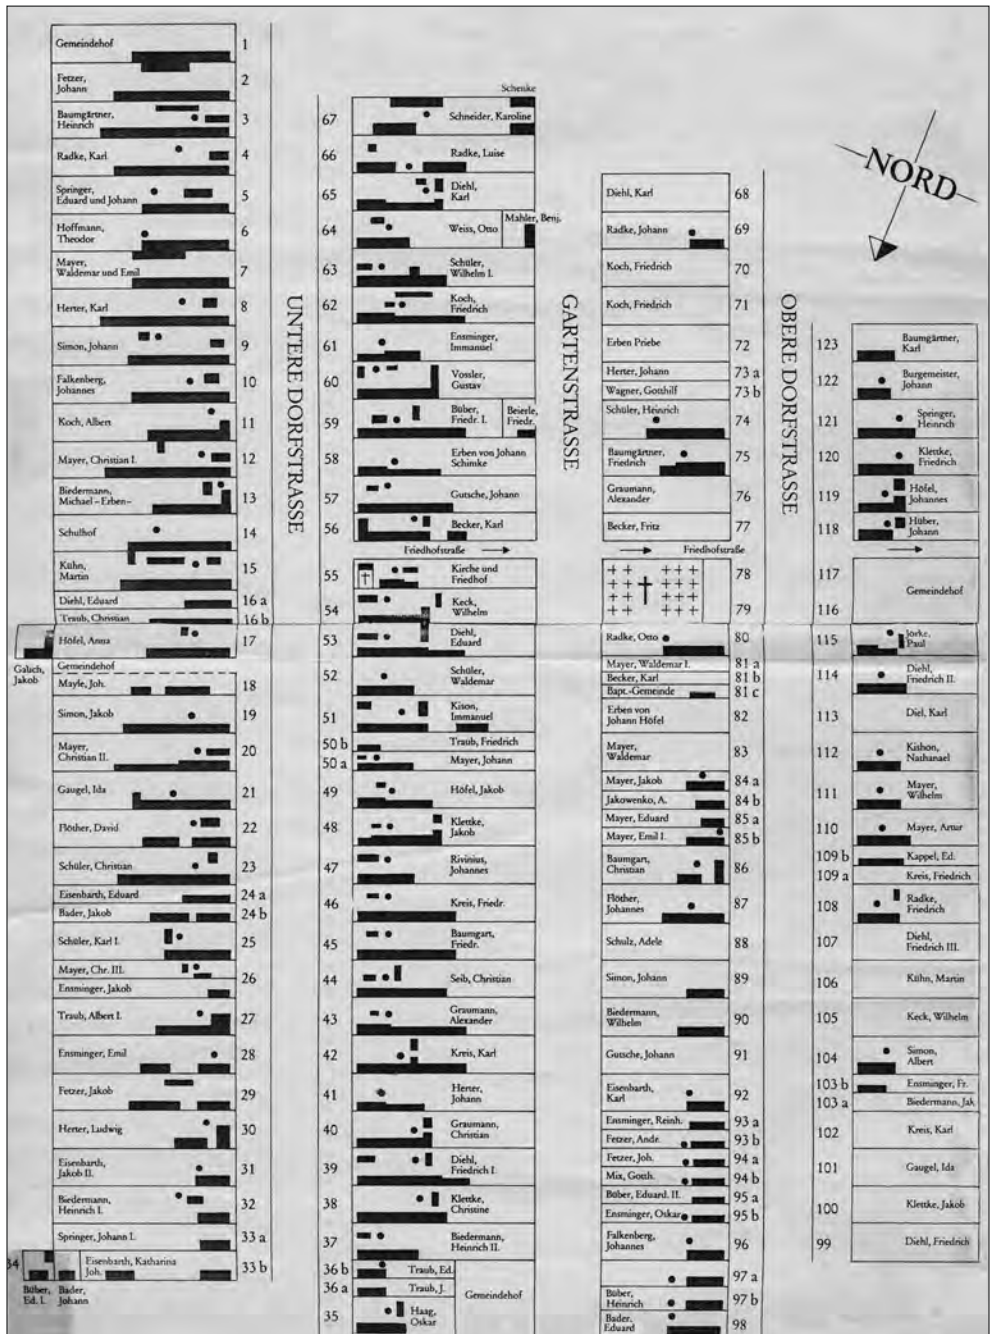 Gemeindehof
1
Fetzer,
Johann
2
Baumgärtner,
Heinrich
3
Radke, Karl
4
Springer,
Eduard und Johann
5
Hoffmann,
Theodor
6
Mayer,
Waldemar und Emil
7
Herter, Karl
8
Simon, Johann
9
Falkenberg,
Johannes
10
Koch, Albert
11
Mayer, Christian I.
12
Biedermann,
Michael – Erben –
13
Schulhof
14
Kühn,
Martin
15
Diehl, Eduard
16 a
Traub, Christian
16 b
Höfel, Anna
17
Galich,
Jakob
Gemeindehof
Mayle, Joh.
18
Simon, Jakob
19
Mayer,
Christian II.
20
Gaugel, Ida
21
Flöther, David
22
Schüler, Christian
23
Eisenbarth, Eduard
24 a
Bader, Jakob
24 b
Schüler, Karl I.
25
Mayer, Chr. III.
26
Ensminger, Jakob
Traub, Albert I.
27
Ensminger, Emil
28
Fetzer, Jakob
29
Herter, Ludwig
30
Eisenbarth,
Jakob II.
31
Biedermann,
Heinrich I.
32
Springer, Johann I.
33 a
Eisenbarth, Katharina
Joh.
33 b
34
Büber,
Ed. I.
Bader,
Johann
UNTERE DORFSTRASSE
Schenke
67
Schneider, Karoline
66
Radke, Luise
65
Diehl,
Karl
64
Weiss, Otto
Mahler, Benj.
63
Schüler,
Wilhelm I.
62
Koch,
Friedrich
61
Ensminger,
Immanuel
60
Vossler,
Gustav
59
Büber,
Friedr. I.
Beierle,
Friedr.
58
Erben von Johann
Schimke
57
Gutsche, Johann
56
Becker, Karl
Friedhofstraße
55
Kirche und
Friedhof
54
Keck,
Wilhelm
53
Diehl,
Eduard
52
Schüler,
Waldemar
51
Kison,
Immanuel
50 b
Traub, Friedrich
50 a
Mayer, Johann
49
Höfel, Jakob
48
Klettke,
Jakob
47
Rivinius,
Johannes
46
Kreis, Friedr.
45
Baumgart,
Friedr.
44
Seib, Christian
43
Graumann,
Alexander
42
Kreis, Karl
41
Herter,
Johann
40
Graumann,
Christian
39
Diehl,
Friedrich I.
38
Klettke,
Christine
37
Biedermann,
Heinrich II.
36 b
Traub, Ed.
36 a
Traub, J.
Gemeindehof
35
Haag,
Oskar
GARTENSTRASSE
Diehl, Karl
68
Radke, Johann
69
Koch, Friedrich
70
Koch, Friedrich
71
Erben Priebe
72
Herter, Johann
73 a
Wagner, Gotthilf
73 b
Schüler, Heinrich
74
Baumgärtner,
Friedrich
75
Graumann,
Alexander
76
Becker, Fritz
77
Friedhofstraße
78
79
Radke, Otto
80
Mayer, Waldemar I.
81 a
Becker, Karl
81 b
Bapt.-Gemeinde
81 c
Erben von
Johann Höfel
82
Mayer,
Waldemar
83
Mayer, Jakob
84 a
Jakowenko, A.
84 b
Mayer, Eduard
85 a
Mayer, Emil I.
85 b
Baumgart,
Christian
86
Flöther,
Johannes
87
Schulz, Adele
88
Simon, Johann
89
Biedermann,
Wilhelm
90
Gutsche, Johann
91
Eisenbarth,
Karl
92
Ensminger, Reinh.
93 a
Fetzer, Andr.
93 b
Fetzer, Joh.
94 a
Mix, Gotth.
94 b
Büber, Eduard. II.
95 a
Ensminger, Oskar
95 b
Falkenberg,
Johannes
96
97 a
Büber,
Heinrich
97 b
Bader,
Eduard
98
OBERE DORFSTRASSE
NORD
123
Baumgärtner,
Karl
122
Burgemeister,
Johann
121
Springer,
Heinrich
120
Klettke,
Friedrich
119
Höfel,
Johannes
118
Hüber,
Johann
117
Gemeindehof
116
115
Jorke,
Paul
114
Diehl,
Friedrich II.
113
Diel, Karl
112
Kishon,
Nathanael
111
Mayer,
Wilhelm
110
Mayer, Artur
109 b
Kappel, Ed.
109 a
Kreis, Friedrich
108
Radke,
Friedrich
107
Diehl,
Friedrich III.
106
Kühn, Martin
105
Keck, Wilhelm
104
Simon,
Albert
103 b
Ensminger, Fr.
103 a
Biedermann, Jak
102
Kreis, Karl
101
Gaugel, Ida
100
Klettke, Jakob
99
Diehl, Friedrich